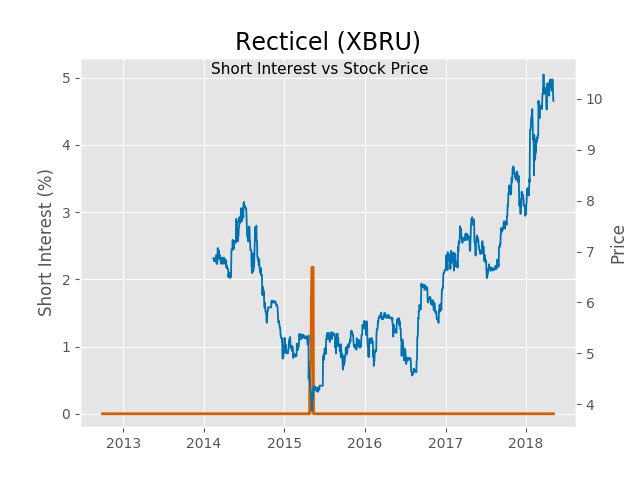 Recticel (XBRU)
Short Interest vs Stock Price
Short Interest (%)
5
4
3
2
1
0
10
9
8
7
6
5
4
Price
2013 2014 2015 2016 2017 2018